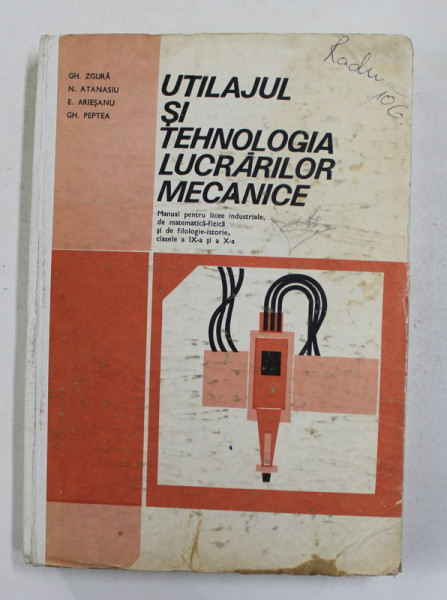 GH. ZGURĂ
N. ATANASIU
E. ARIEȘANU
GH. PEPTEA
Radu
10G.
UTILAJUL
ȘI
TEHNOLOGIA
LUCRĂRILOR
MECANICE
Manual pentru licee industriale,
de matematică-fizică
și de filologie-istorie,
clasele a IX-a și a X-a